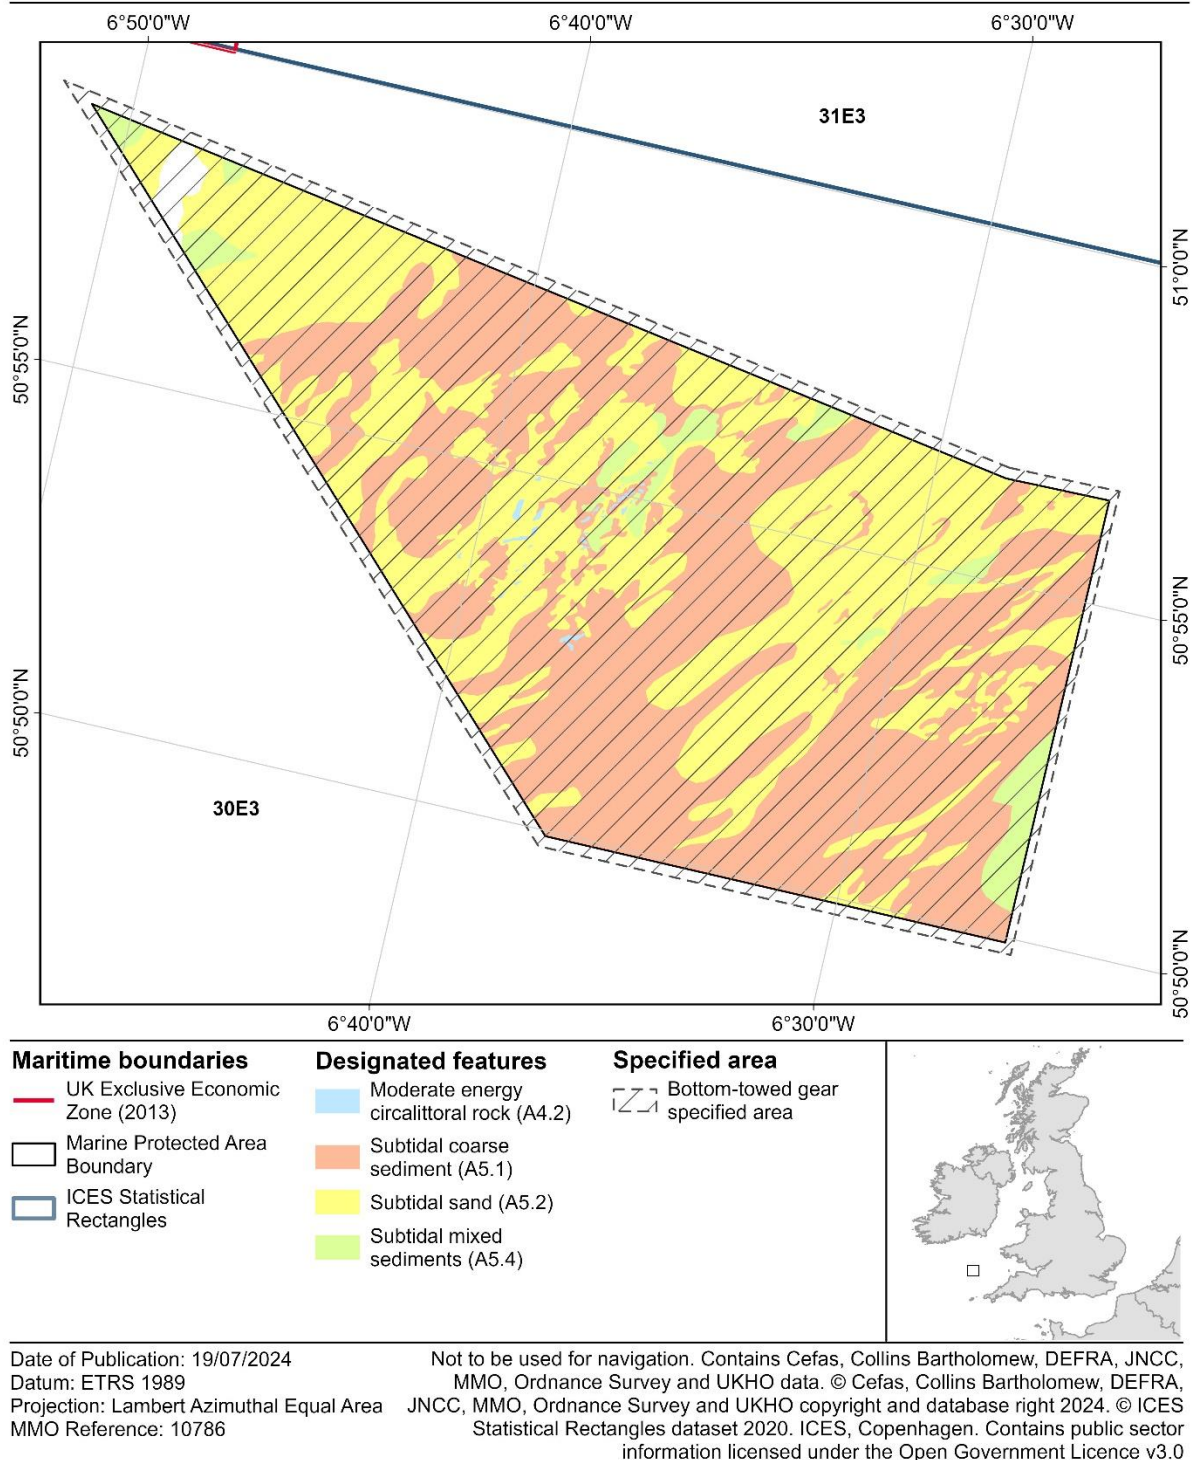 6°50'0"W
6°40'0"W
6°30'0"W
31E3
51°0'0"N
50°55'0"N
50°55'0"N
50°50'0"N
30E3
50°50'0"N
6°40'0"W
6°30'0"W
Maritime boundaries
UK Exclusive Economic
Zone (2013)
Marine Protected Area
Boundary
ICES Statistical
Rectangles
Designated features
Moderate energy
circalittoral rock (A4.2)
Subtidal coarse
sediment (A5.1)
Subtidal sand (A5.2)
Subtidal mixed
sediments (A5.4)
Specified area
Bottom-towed gear
specified area
Date of Publication: 19/07/2024
Datum: ETRS 1989
Projection: Lambert Azimuthal Equal Area
MMO Reference: 10786
Not to be used for navigation. Contains Cefas, Collins Bartholomew, DEFRA, JNCC,
MMO, Ordnance Survey and UKHO data. © Cefas, Collins Bartholomew, DEFRA,
JNCC, MMO, Ordnance Survey and UKHO copyright and database right 2024. © ICES
Statistical Rectangles dataset 2020. ICES, Copenhagen. Contains public sector
information licensed under the Open Government Licence v3.0